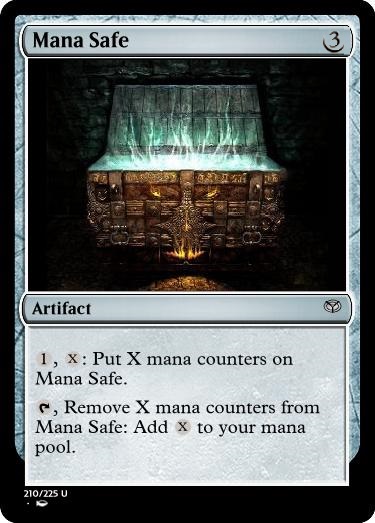 Mana Safe 3
Artifact
1, X: Put X mana counters on
Mana Safe.
, Remove X mana counters from
Mana Safe: Add X to your mana
pool.
210/225 U